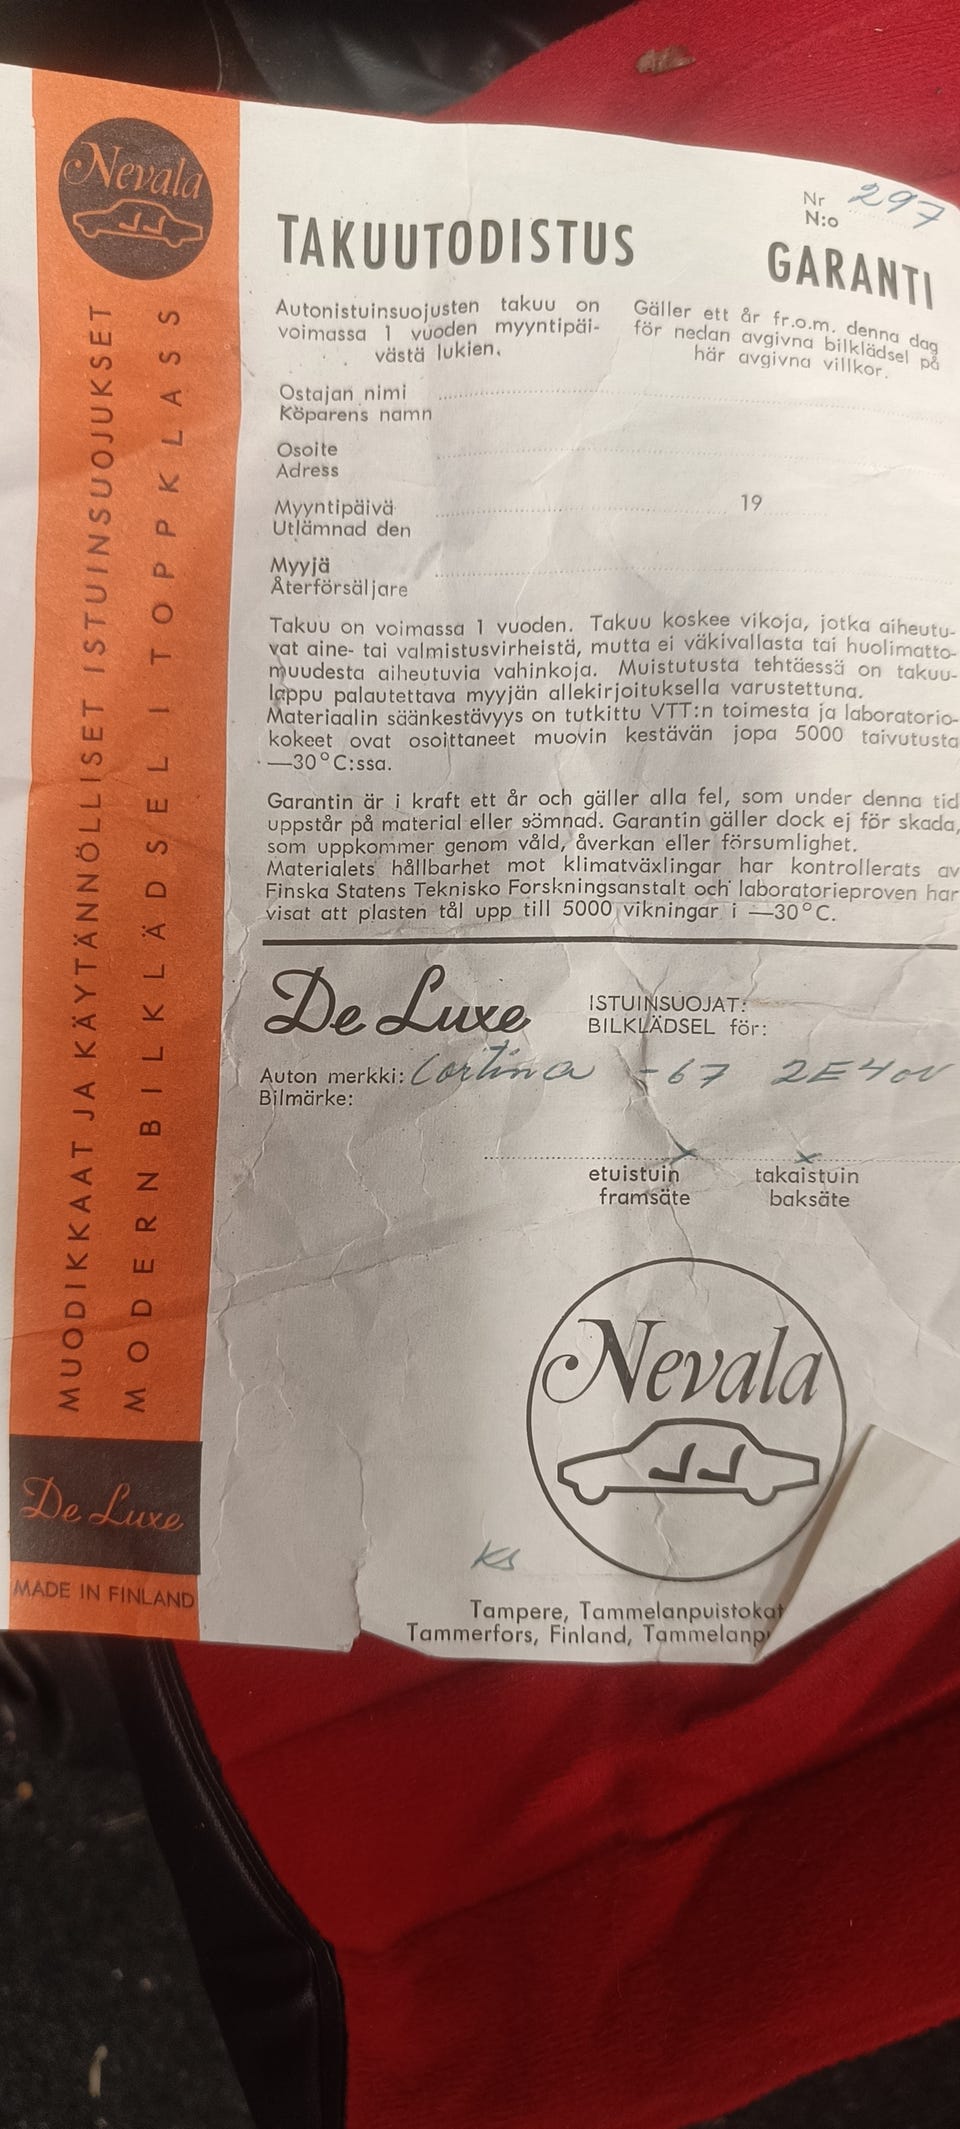 Nevala
MUODIKKAAT JA KÄYTÄNNÖLLISET ISTUINSUOJUKSET
MODERN BILKLÄDSEL I TOPPKLASS
De Luxe
MADE IN FINLAND
Nr 297
N:o
TAKUUTODISTUS
GARANTI
Autonistuinsuojusten takuu on
voimassa 1 vuoden myyntipäi-
västä lukien.
Gäller ett år fr.o.m. denna dag
för nedan avgivna bilklädsel på
här avgivna villkor.
Ostajan nimi
Köparens namn
Osoite
Adress
Myyntipäivä 19
Utlämnad den
Myyjä
Återförsäljare
Takuu on voimassa 1 vuoden. Takuu koskee vikoja, jotka aiheutu-
vat aine- tai valmistusvirheistä, mutta ei väkivallasta tai huolimatto-
muudesta aiheutuvia vahinkoja. Muistutusta tehtäessä on takuu-
lappu palautettava myyjän allekirjoituksella varustettuna.
Materiaalin säänkestävyys on tutkittu VTT:n toimesta ja laboratorio-
kokeet ovat osoittaneet muovin kestävän jopa 5000 taivutusta
—30°C:ssa.
Garantin är i kraft ett år och gäller alla fel, som under denna tid
uppstår på material eller sömnad. Garantin gäller dock ej för skada,
som uppkommer genom våld, åverkan eller försumlighet.
Materialets hållbarhet mot klimatväxlingar har kontrollerats av
Finska Statens Teknisko Forskningsanstalt och laboratorieproven har
visat att plasten tål upp till 5000 vikningar i —30°C.
De Luxe
ISTUINSUOJAT:
BILKLÄDSEL för:
Auton merkki: Cortina -67 2E4ov
Bilmärke:
x x
etuistuin takaistuin
framsäte baksäte
Nevala
KS
Tampere, Tammelanpuistokat
Tammerfors, Finland, Tammelanp